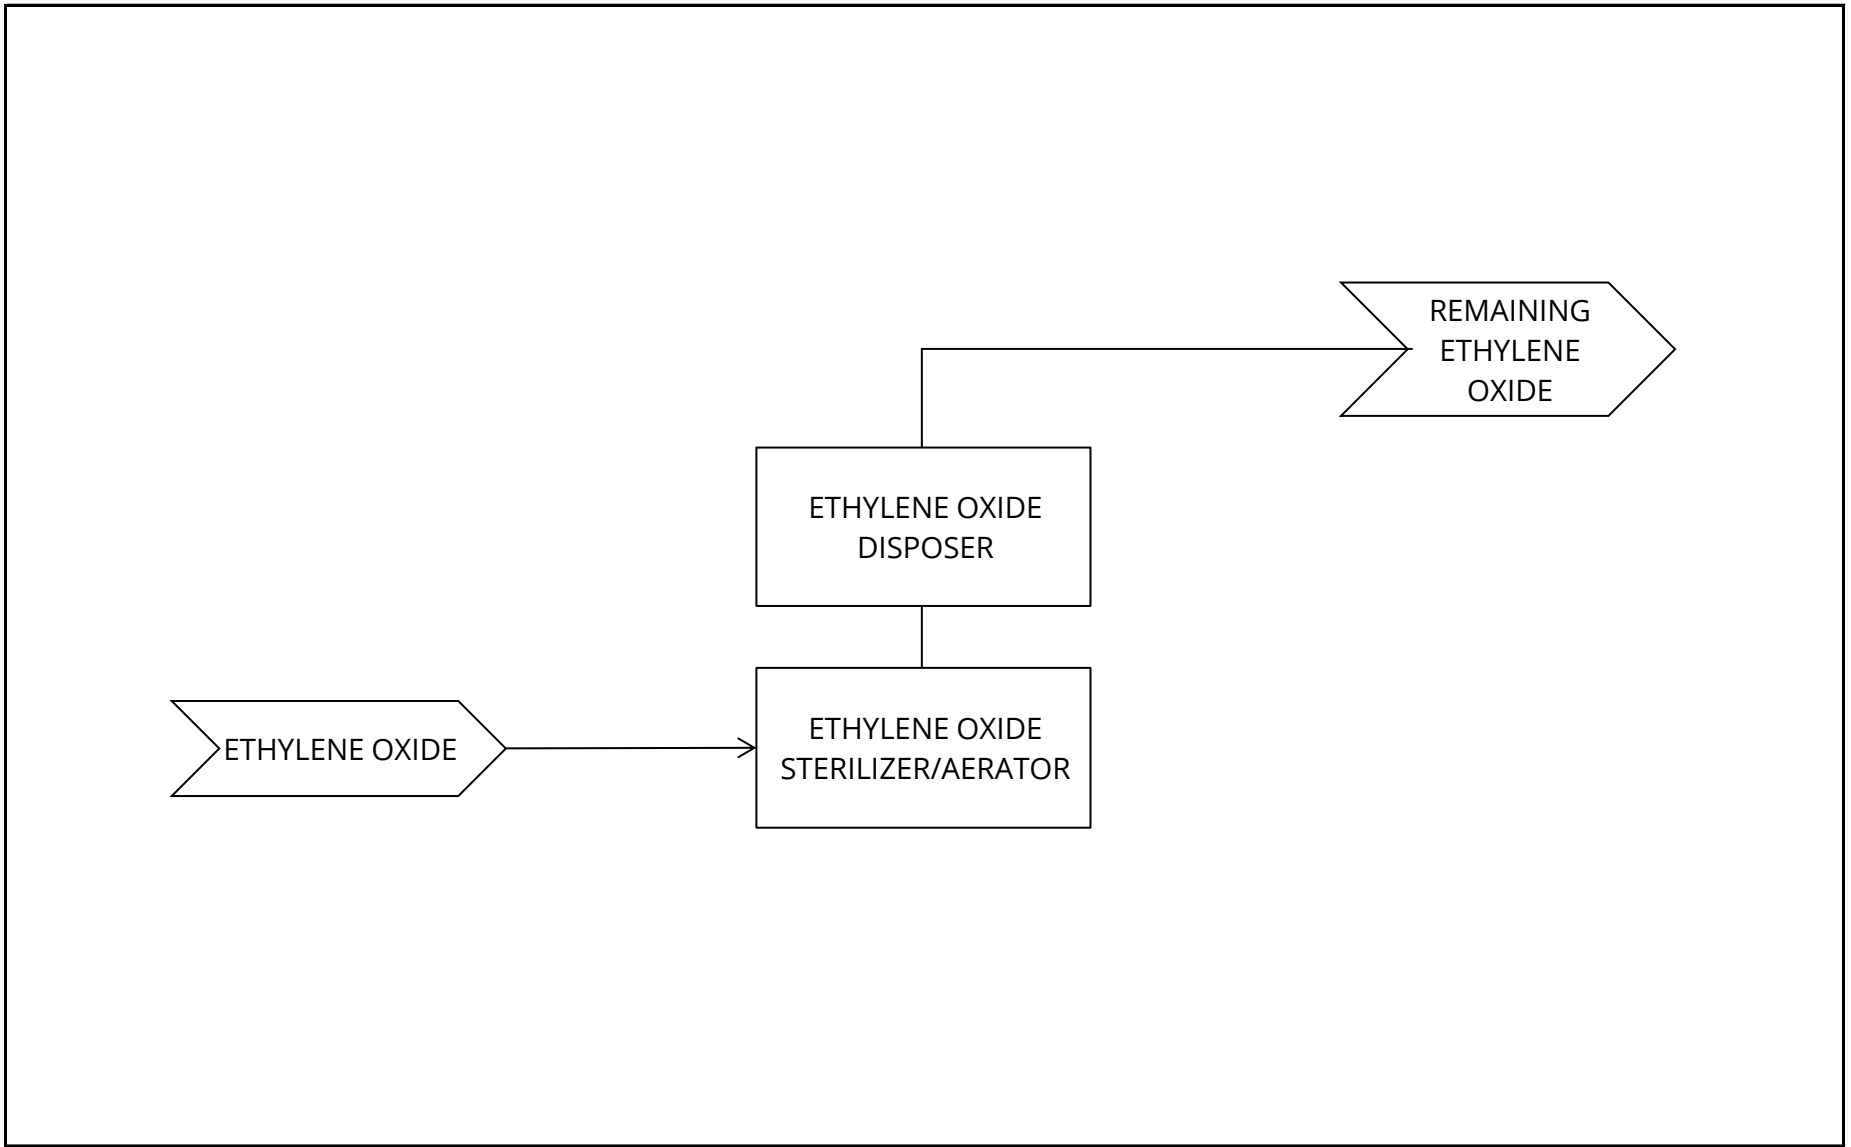 REMAINING
ETHYLENE
OXIDE
ETHYLENE OXIDE
DISPOSER
ETHYLENE OXIDE
ETHYLENE OXIDE
STERILIZER/AERATOR